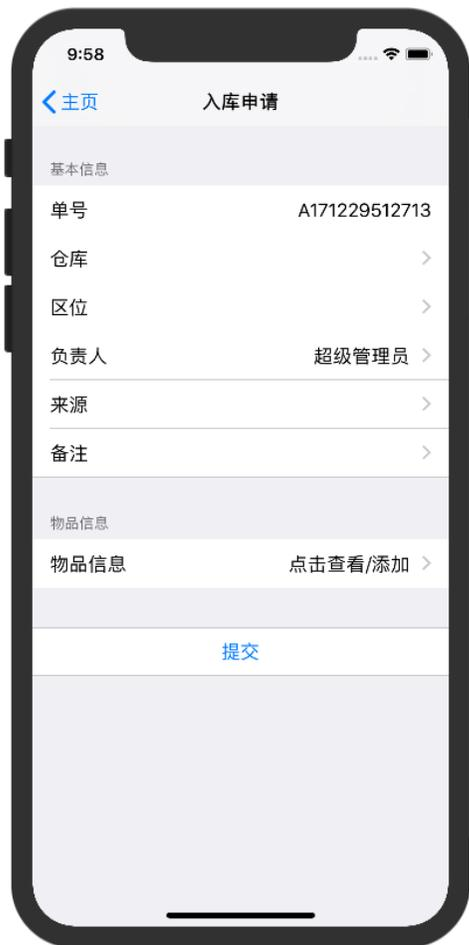 9:58
主页 入库申请
基本信息
单号 A171229512713
仓库
区位
负责人 超级管理员
来源
备注
物品信息
物品信息 点击查看/添加
提交